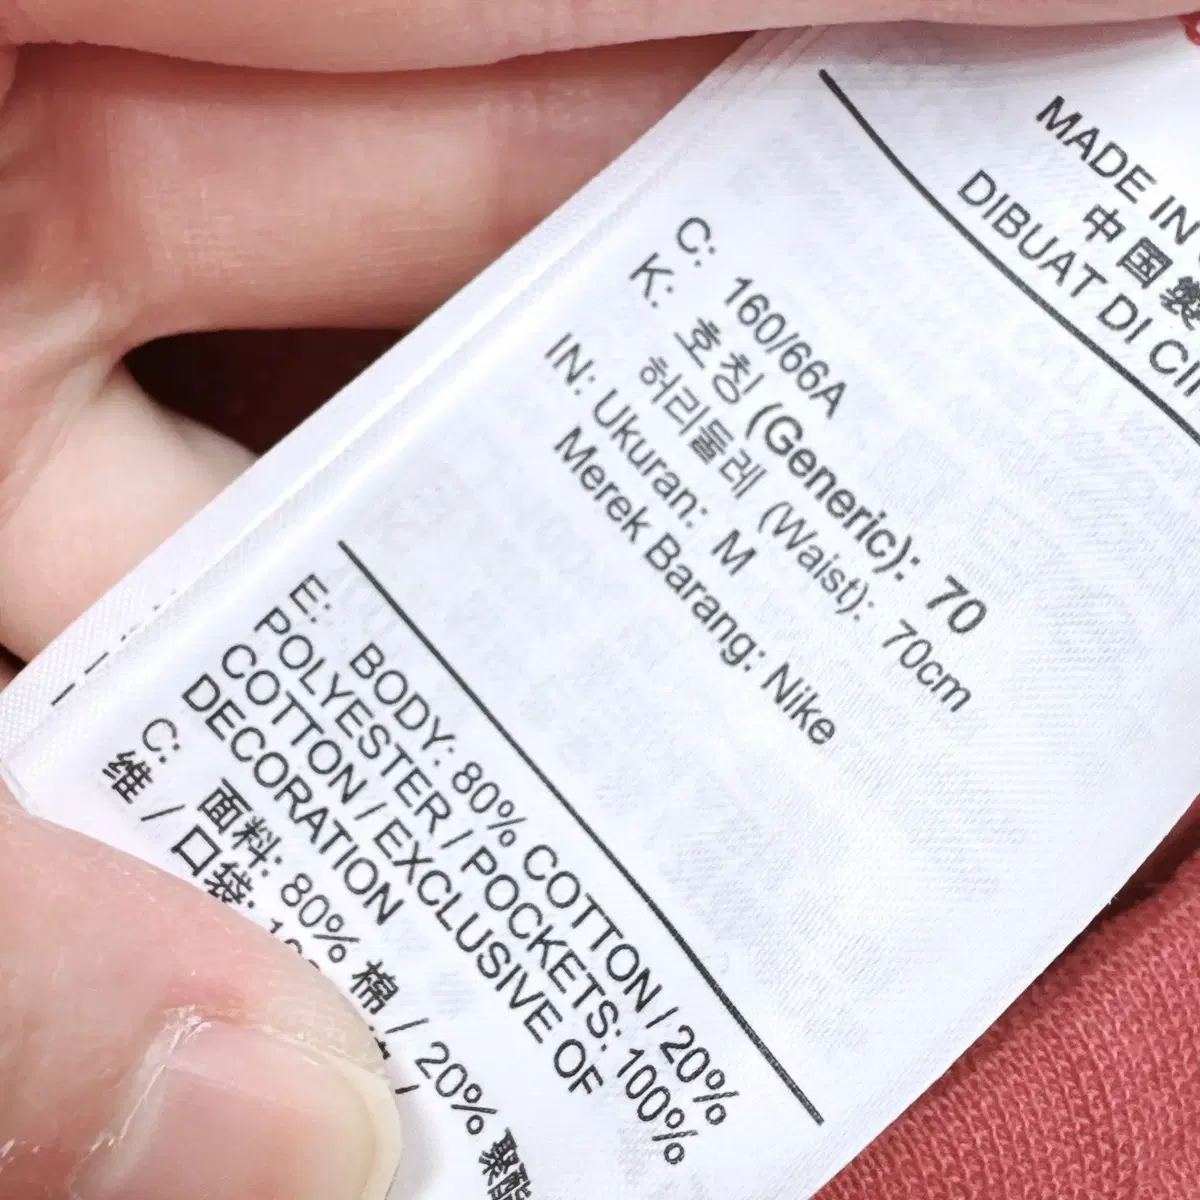 MADE IN
中国製
DIBUAT DI
C: 160/66A
K: 호칭 (Generic): 70
허리둘레 (Waist): 70cm
IN: Ukuran: M
Merek Barang: Nike
E: BODY: 80% COTTON / 20%
POLYESTER / POCKETS: 100%
COTTON / EXCLUSIVE OF
DECORATION
C: 面料: 80% 棉 / 20% 聚酯
维 / 口袋: